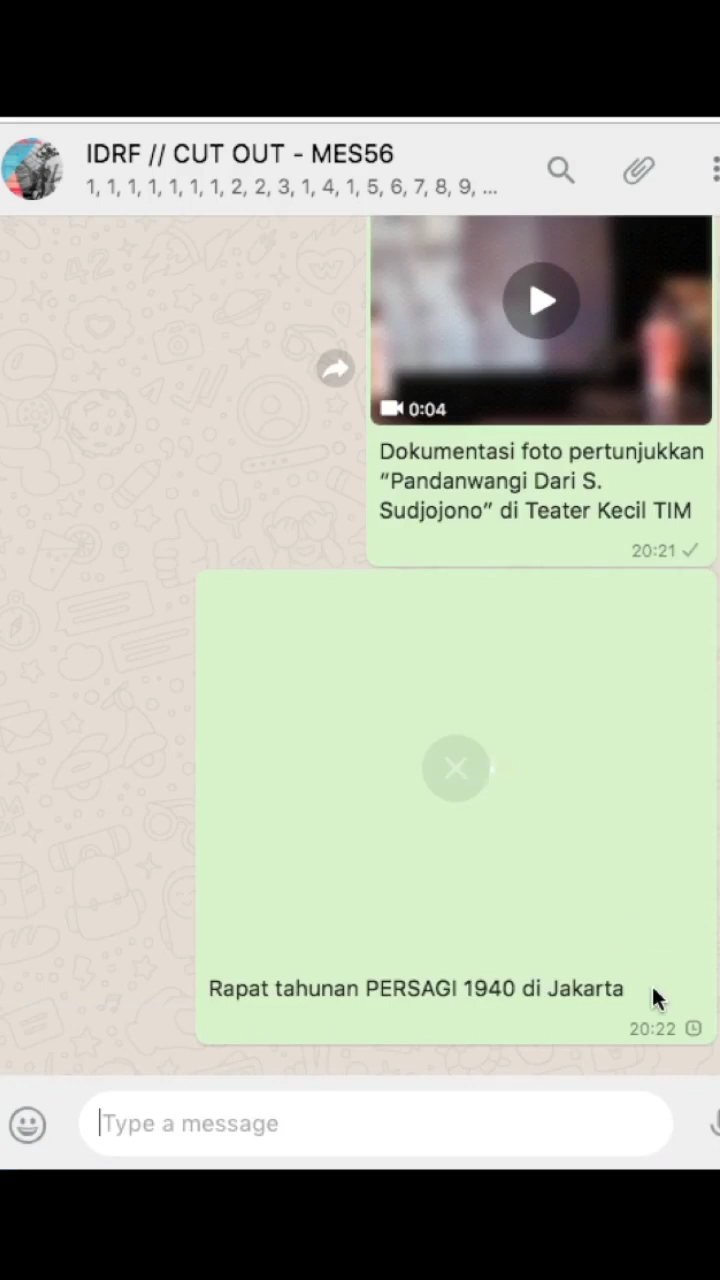 IDRF // CUT OUT - MES56
1, 1, 1, 1, 1, 1, 1, 2, 2, 3, 1, 4, 1, 5, 6, 7, 8, 9, ...
0:04
Dokumentasi foto pertunjukkan
"Pandanwangi Dari S.
Sudjojono" di Teater Kecil TIM
20:21
Rapat tahunan PERSAGI 1940 di Jakarta
20:22
Type a message